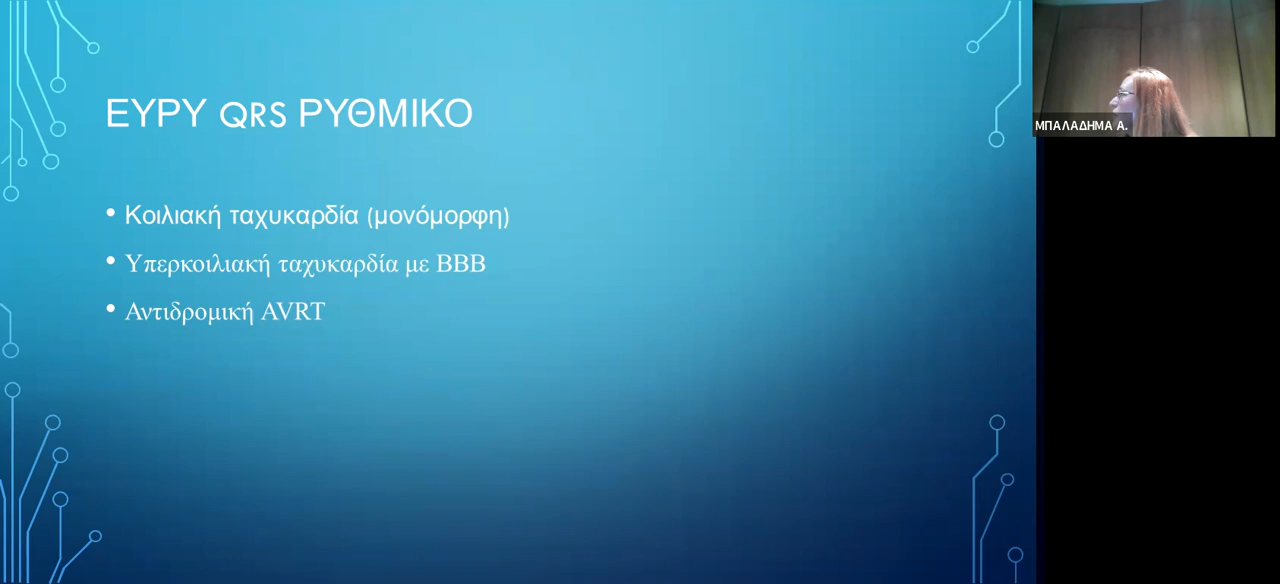 ΕΥΡΥ QRS ΡΥΘΜΙΚΟ
• Κοιλιακή ταχυκαρδία (μονόμορφη)
• Υπερκοιλιακή ταχυκαρδία με BBB
• Αντιδρομική AVRT
ΜΠΑΛΑΔΗΜΑ Α.